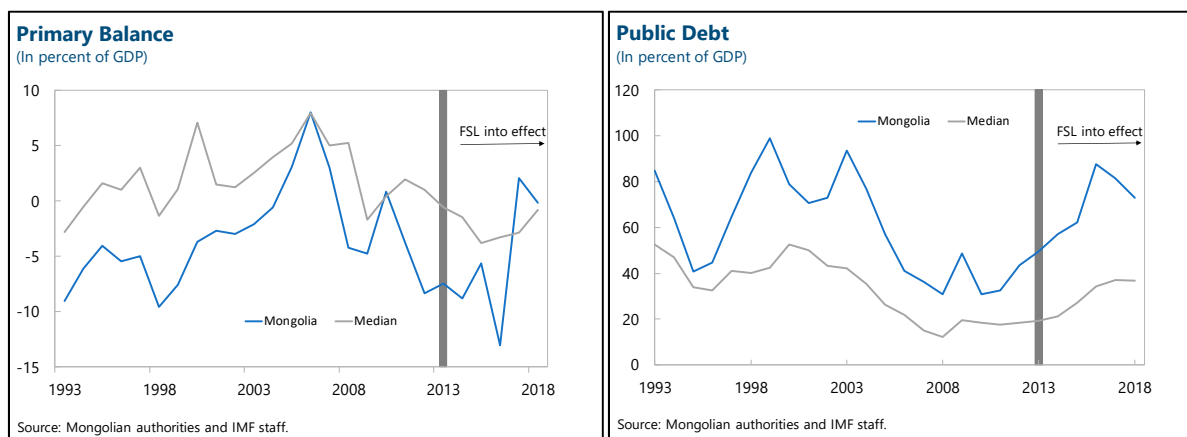 Primary Balance
(In percent of GDP)
10
5
0
-5
-10
-15
FSL into effect
Mongolia
Median
1993
1998
2003
2008
2013
2018
Source: Mongolian authorities and IMF staff.
Public Debt
(In percent of GDP)
120
100
80
60
40
20
0
Mongolia
Median
FSL into effect
1993
1998
2003
2008
2013
2018
Source: Mongolian authorities and IMF staff.